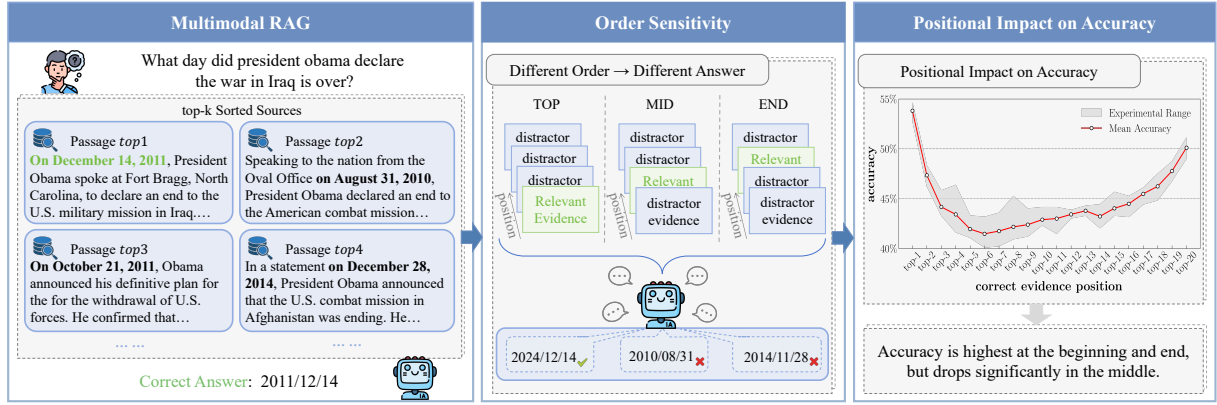 Multimodal RAG
What day did president obama declare
the war in Iraq is over?
top-k Sorted Sources
Passage top1
On December 14, 2011, President
Obama spoke at Fort Bragg, North
Carolina, to declare an end to the
U.S. military mission in Iraq.…
Passage top2
Speaking to the nation from the
Oval Office on August 31, 2010,
President Obama declared an end to
the American combat mission…
Passage top3
On October 21, 2011, Obama
announced his definitive plan for
the for the withdrawal of U.S.
forces. He confirmed that…
Passage top4
In a statement on December 28,
2014, President Obama announced
that the U.S. combat mission in
Afghanistan was ending. He…
… …
… …
Correct Answer: 2011/12/14
Order Sensitivity
Different Order → Different Answer
TOP
MID
END
distractor
distractor
distractor
Relevant
Evidence
position
distractor
distractor
Relevant
distractor
evidence
position
distractor
Relevant
distractor
distractor
evidence
position
IA
2024/12/14
2010/08/31
2014/11/28
Positional Impact on Accuracy
Positional Impact on Accuracy
55%
50%
45%
40%
accuracy
Experimental Range
Mean Accuracy
top-1
top-2
top-3
top-4
top-5
top-6
top-7
top-8
top-9
top-10
top-11
top-12
top-13
top-14
top-15
top-16
top-17
top-18
top-19
top-20
correct evidence position
Accuracy is highest at the beginning and end,
but drops significantly in the middle.